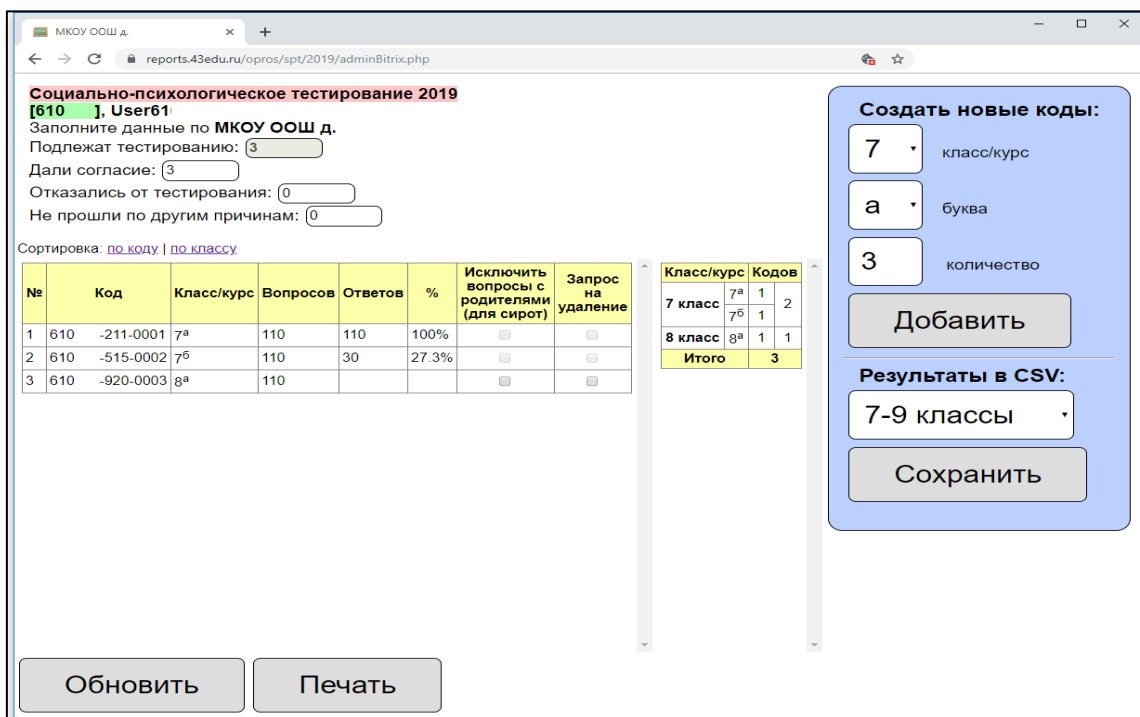 МКОУ ООШ д.
reports.43edu.ru/opros/spt/2019/adminBitrix.php
Социально-психологическое тестирование 2019
[610 ], User61
Заполните данные по МКОУ ООШ д.
Подлежат тестированию: 3
Дали согласие: 3
Отказались от тестирования: 0
Не прошли по другим причинам: 0
Сортировка: по коду | по классу
№ Код Класс/курс Вопросов Ответов % Исключить вопросы с родителями (для сирот) Запрос на удаление
1 610 -211-0001 7а 110 110 100%
2 610 -515-0002 7б 110 30 27.3%
3 610 -920-0003 8а 110
Класс/курс Кодов
7 класс 7а 1 2
7б 1
8 класс 8а 1 1
Итого 3
Создать новые коды:
7 класс/курс
а буква
3 количество
Добавить
Результаты в CSV:
7-9 классы
Сохранить
Обновить Печать